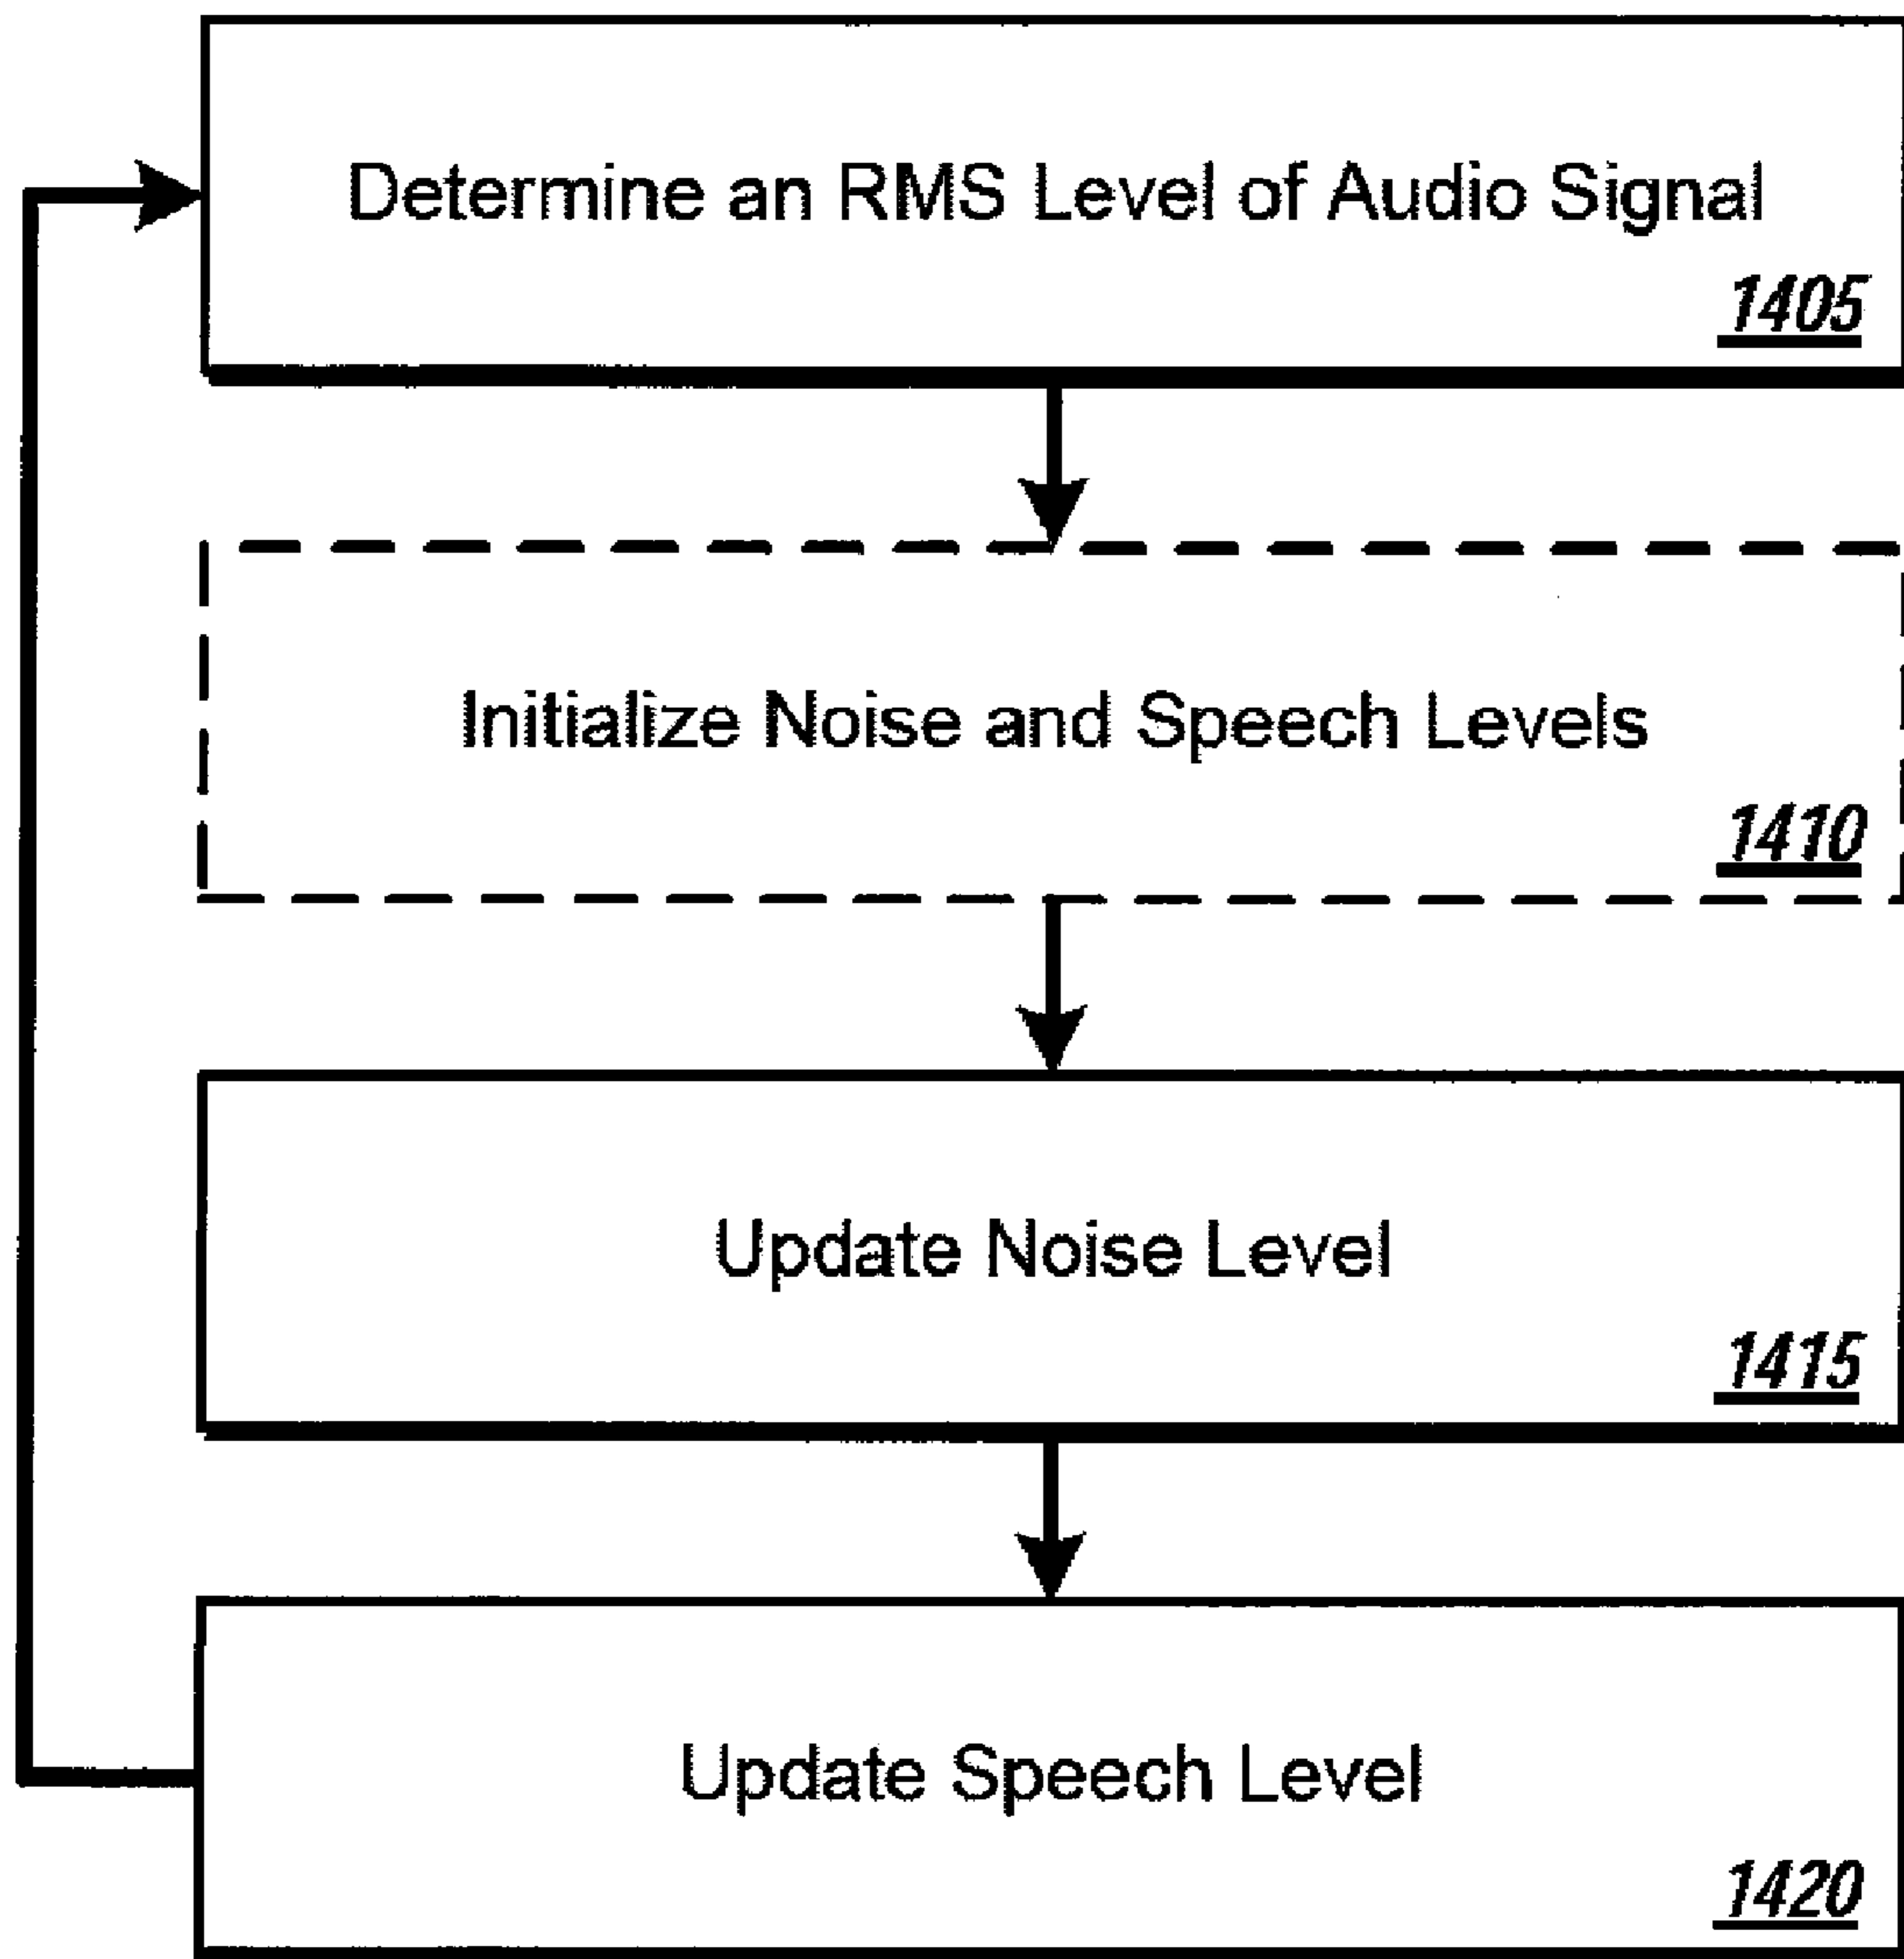 Determine an RMS Level of Audio Signal
1405
Initialize Noise and Speech Levels
1410
Update Noise Level
1415
Update Speech Level
1420